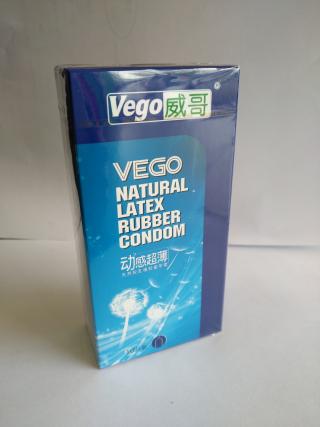 Vego威哥®
VEGO
NATURAL
LATEX
RUBBER
CONDOM
动感超薄